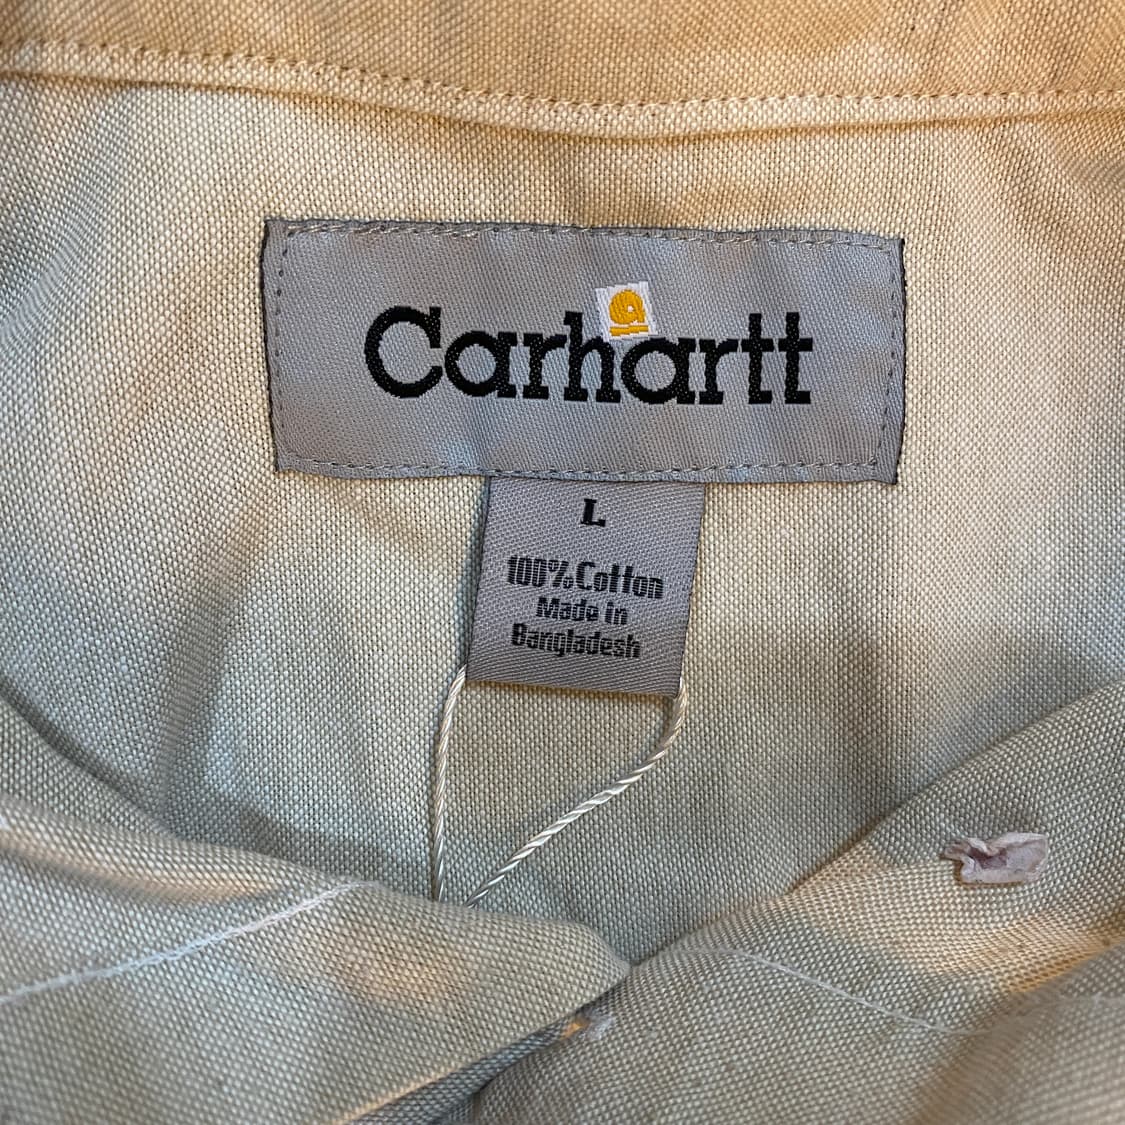 Carhartt
L
100% Cotton
Made in
Bangladesh